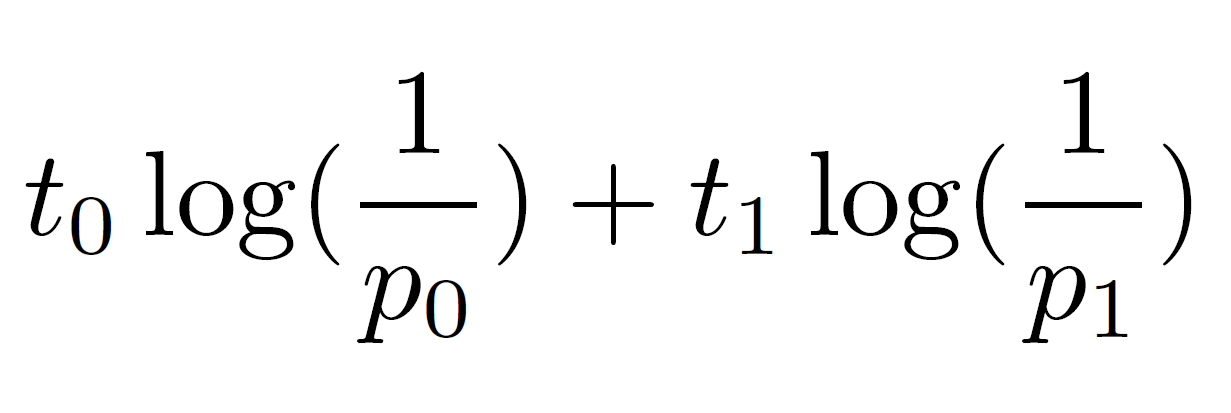 t₀ log(1/p₀) + t₁ log(1/p₁)